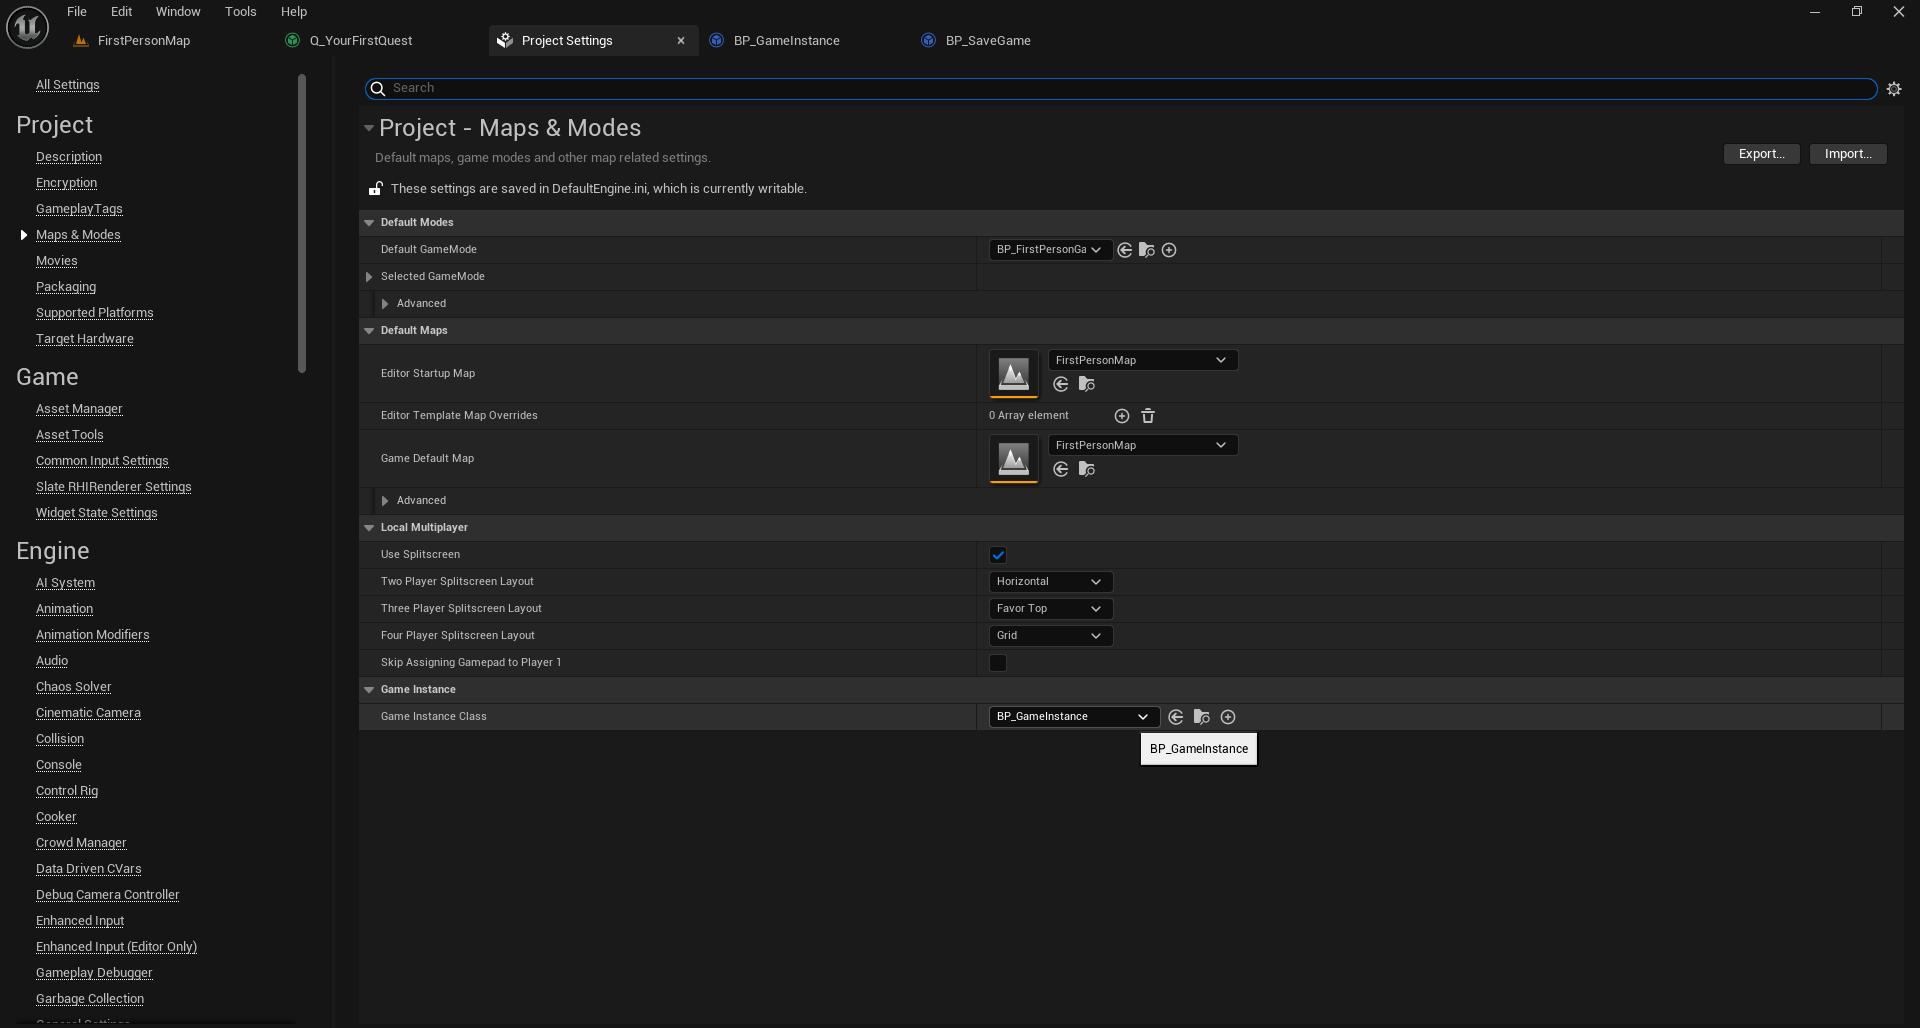 File Edit Window Tools Help
FirstPersonMap Q_YourFirstQuest Project Settings BP_GameInstance BP_SaveGame
All Settings
Project
Description
Encryption
GameplayTags
Maps & Modes
Movies
Packaging
Supported Platforms
Target Hardware
Game
Asset Manager
Asset Tools
Common Input Settings
Slate RHIRenderer Settings
Widget State Settings
Engine
AI System
Animation
Animation Modifiers
Audio
Chaos Solver
Cinematic Camera
Collision
Console
Control Rig
Cooker
Crowd Manager
Data Driven CVars
Debug Camera Controller
Enhanced Input
Enhanced Input (Editor Only)
Gameplay Debugger
Garbage Collection
General Settings
Search
Project - Maps & Modes
Default maps, game modes and other map related settings.
Export... Import...
These settings are saved in DefaultEngine.ini, which is currently writable.
Default Modes
Default GameMode BP_FirstPersonGa
Selected GameMode
Advanced
Default Maps
Editor Startup Map FirstPersonMap
Editor Template Map Overrides 0 Array element
Game Default Map FirstPersonMap
Advanced
Local Multiplayer
Use Splitscreen
Two Player Splitscreen Layout Horizontal
Three Player Splitscreen Layout Favor Top
Four Player Splitscreen Layout Grid
Skip Assigning Gamepad to Player 1
Game Instance
Game Instance Class BP_GameInstance
BP_GameInstance